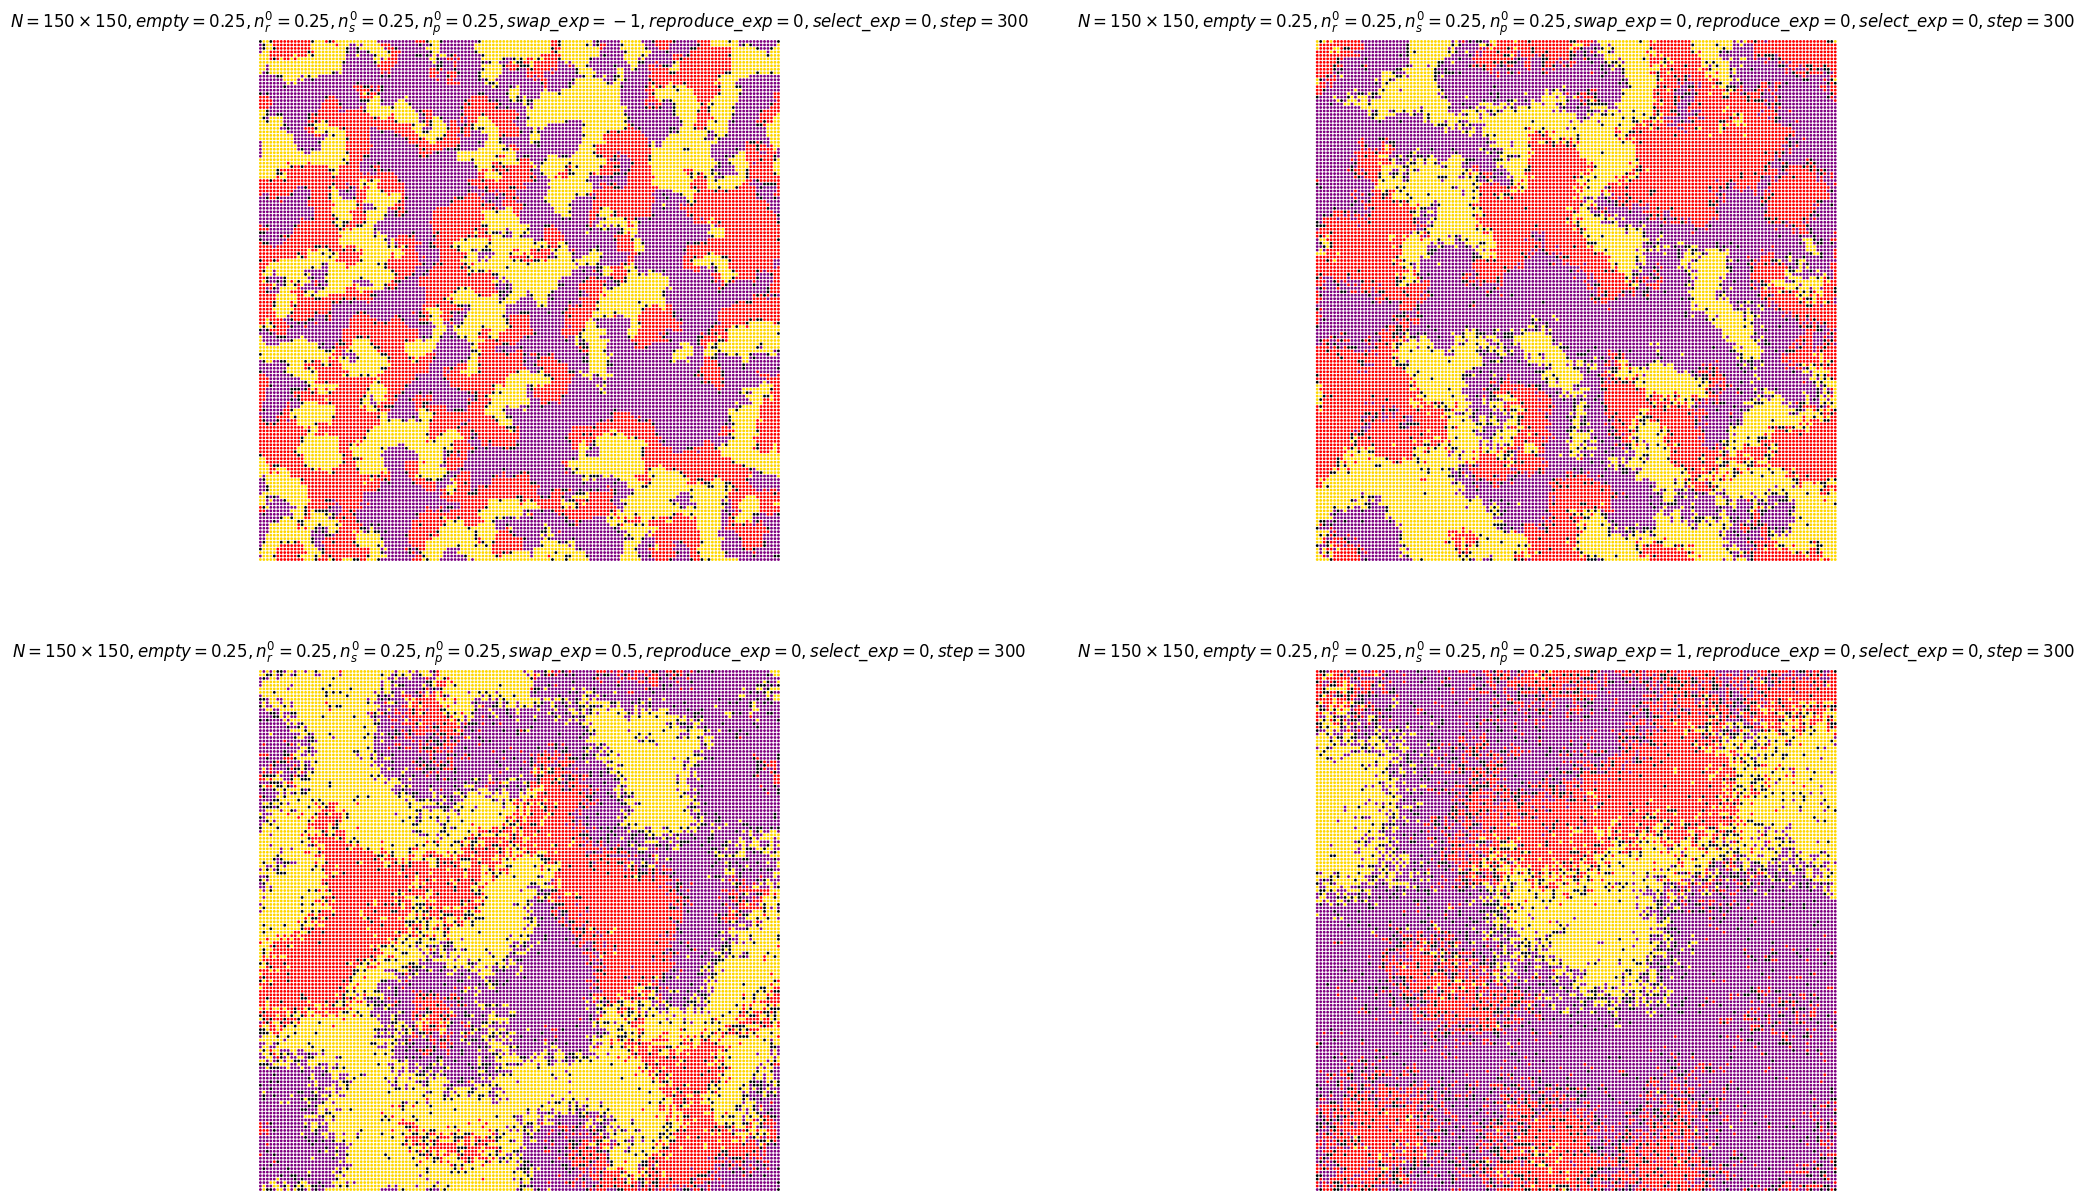 N = 150 × 150, empty = 0.25, n_r^0 = 0.25, n_s^0 = 0.25, n_p^0 = 0.25, swap_exp = − 1, reproduce_exp = 0, select_exp = 0, step = 300
N = 150 × 150, empty = 0.25, n_r^0 = 0.25, n_s^0 = 0.25, n_p^0 = 0.25, swap_exp = 0, reproduce_exp = 0, select_exp = 0, step = 300
N = 150 × 150, empty = 0.25, n_r^0 = 0.25, n_s^0 = 0.25, n_p^0 = 0.25, swap_exp = 0.5, reproduce_exp = 0, select_exp = 0, step = 300
N = 150 × 150, empty = 0.25, n_r^0 = 0.25, n_s^0 = 0.25, n_p^0 = 0.25, swap_exp = 1, reproduce_exp = 0, select_exp = 0, step = 300